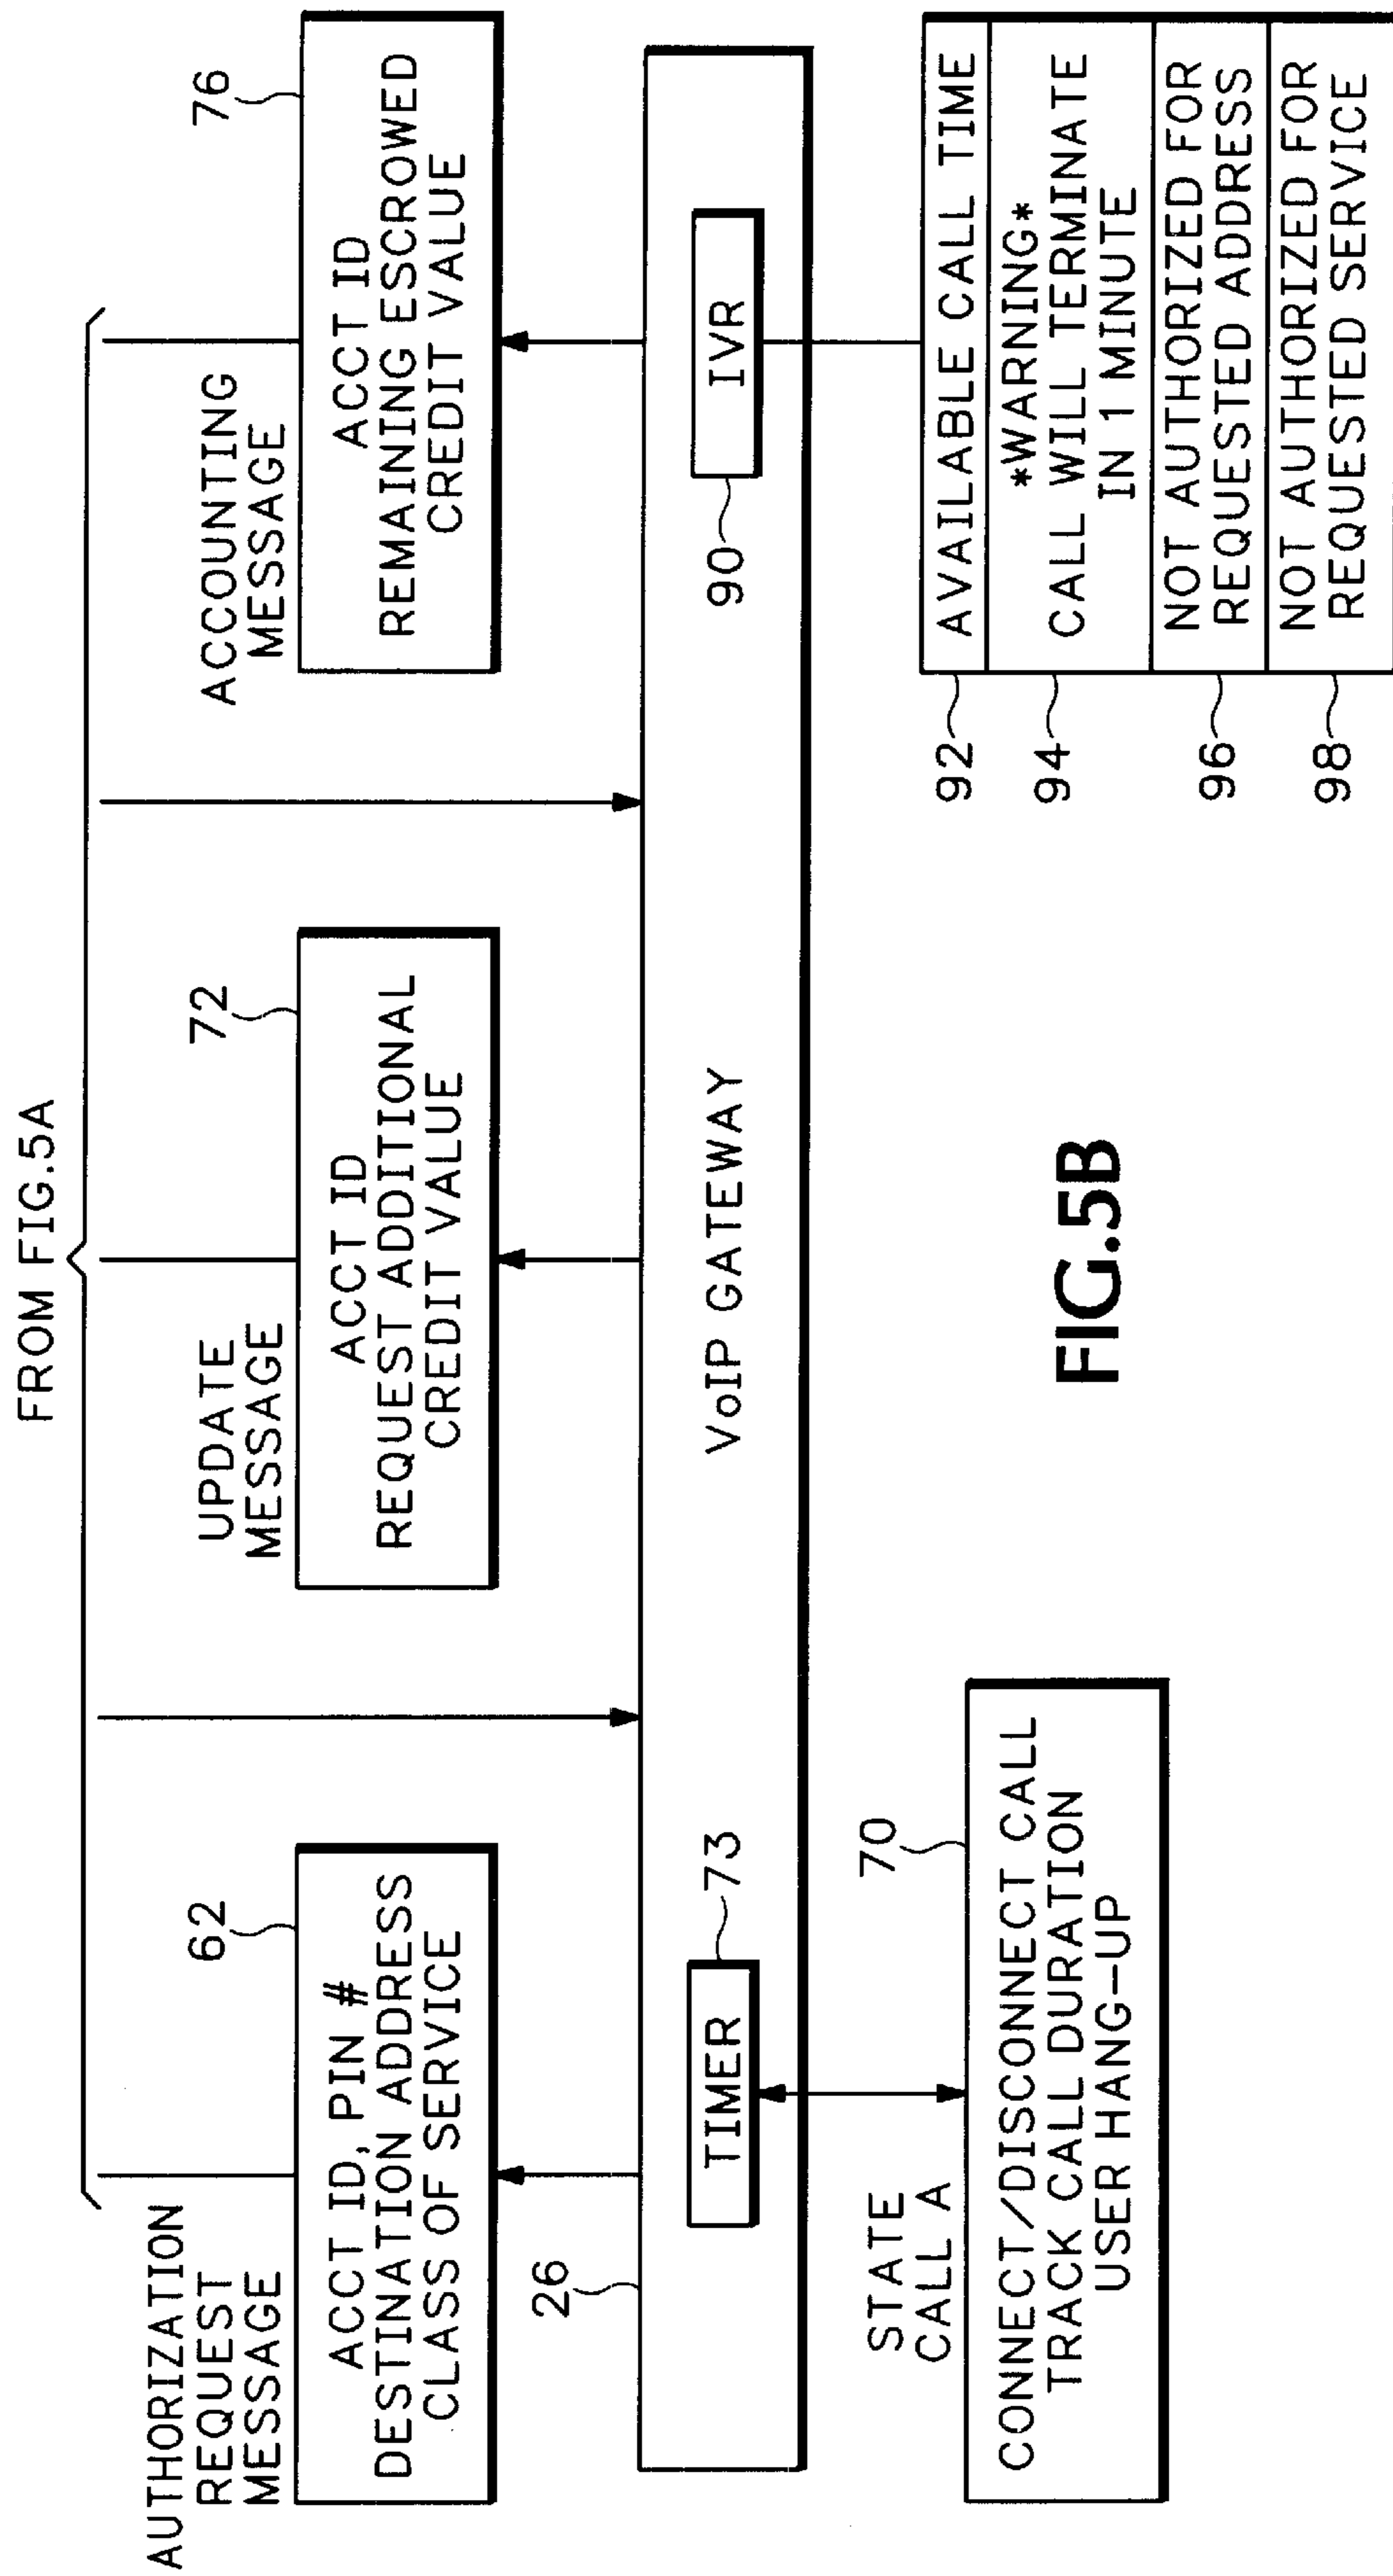 FROM FIG.5A
AUTHORIZATION
REQUEST
MESSAGE
62
ACCT ID, PIN #
DESTINATION ADDRESS
CLASS OF SERVICE
UPDATE
MESSAGE
72
ACCT ID
REQUEST ADDITIONAL
CREDIT VALUE
ACCOUNTING
MESSAGE
76
ACCT ID
REMAINING ESCROWED
CREDIT VALUE
26
TIMER
73
VoIP GATEWAY
90
IVR
STATE
CALL A
70
CONNECT/DISCONNECT CALL
TRACK CALL DURATION
USER HANG-UP
92
AVAILABLE CALL TIME
94
*WARNING*
CALL WILL TERMINATE
IN 1 MINUTE
96
NOT AUTHORIZED FOR
REQUESTED ADDRESS
98
NOT AUTHORIZED FOR
REQUESTED SERVICE
FIG.5B